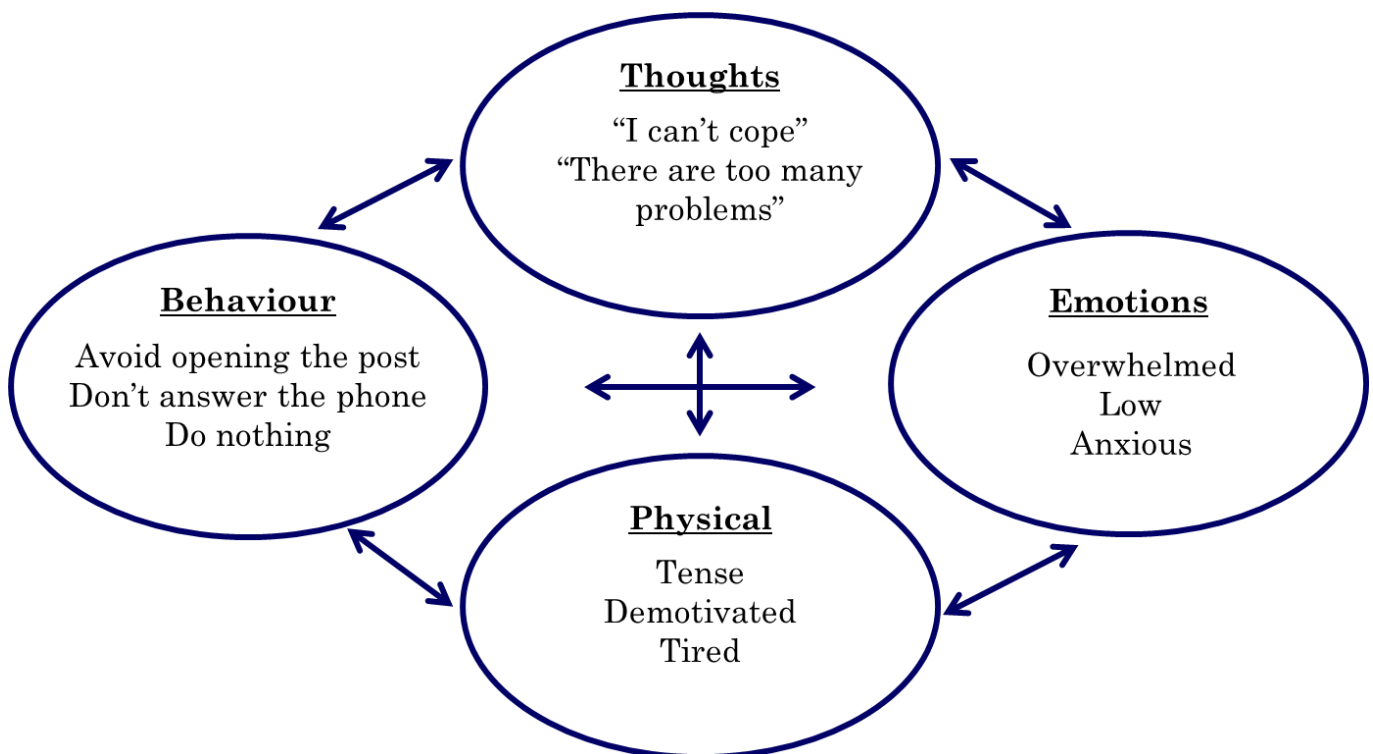 Thoughts
“I can’t cope”
“There are too many
problems”
Behaviour
Avoid opening the post
Don’t answer the phone
Do nothing
Emotions
Overwhelmed
Low
Anxious
Physical
Tense
Demotivated
Tired